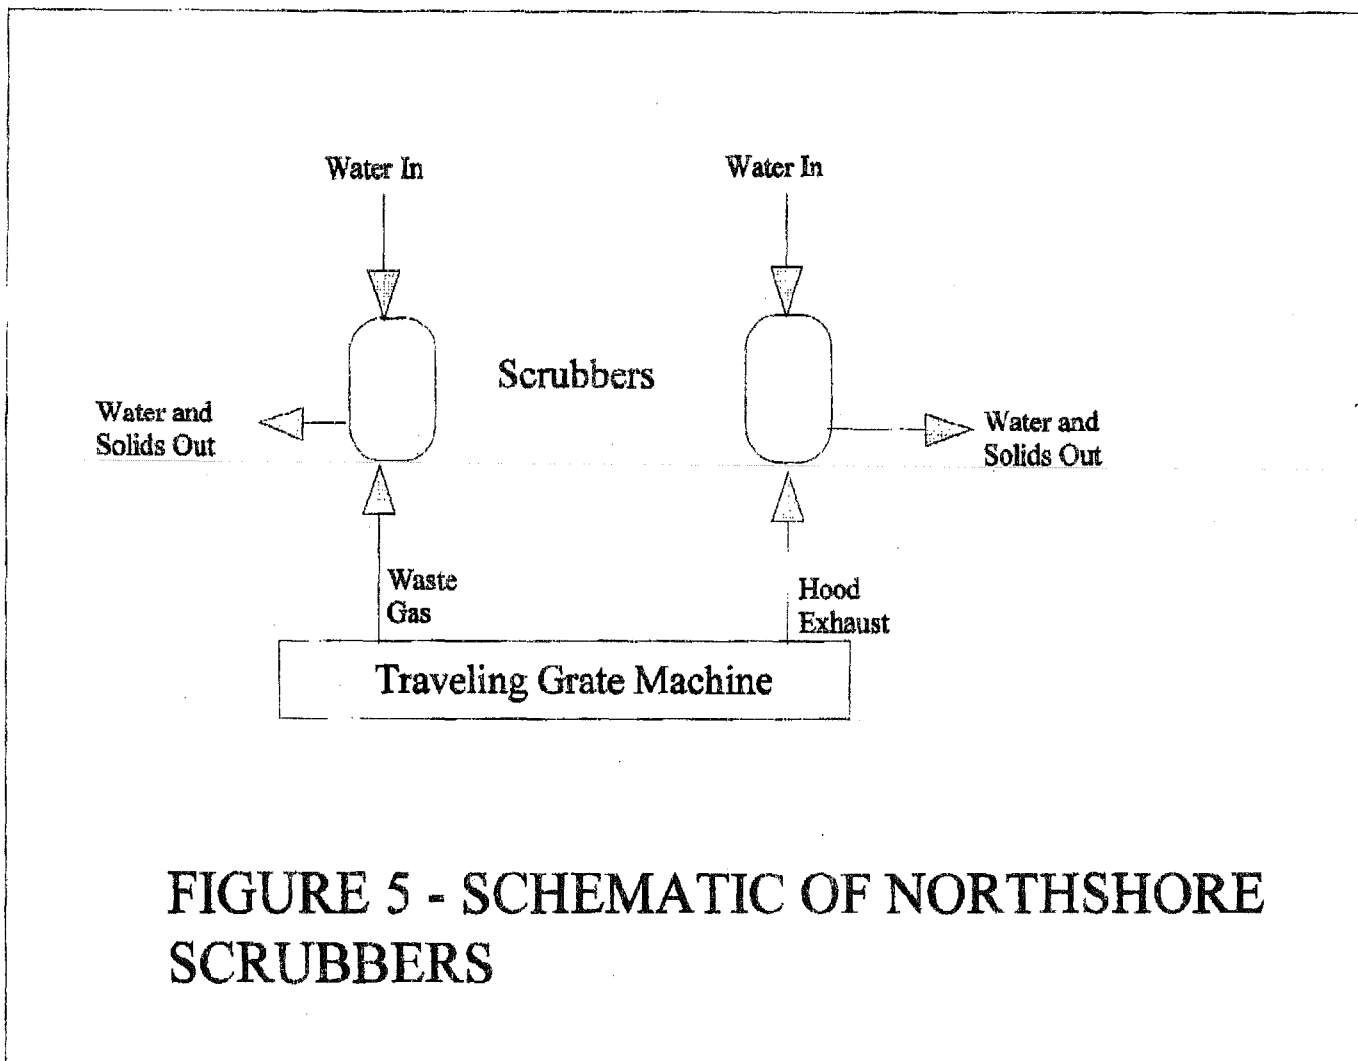 Water In
Water In
Scrubbers
Water and
Solids Out
Water and
Solids Out
Waste
Gas
Hood
Exhaust
Traveling Grate Machine
FIGURE 5 - SCHEMATIC OF NORTHSHORE
SCRUBBERS